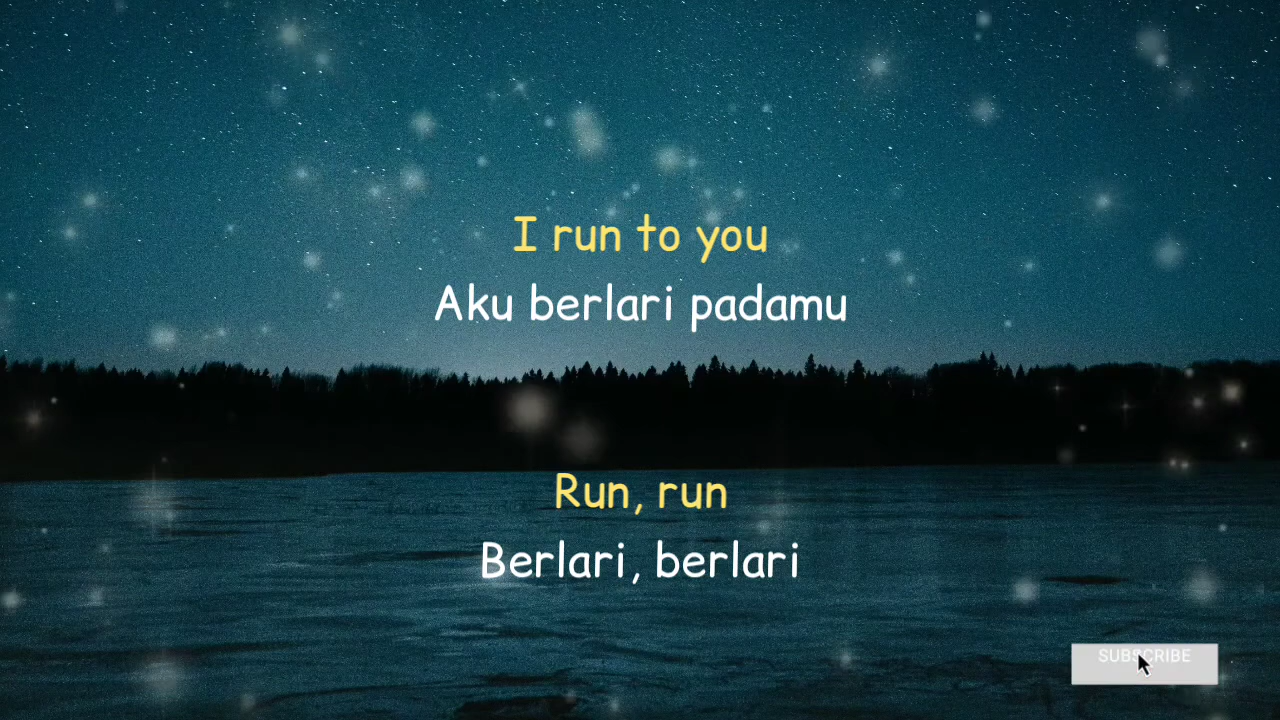 I run to you
Aku berlari padamu
Run, run
Berlari, berlari
SUBSCRIBE